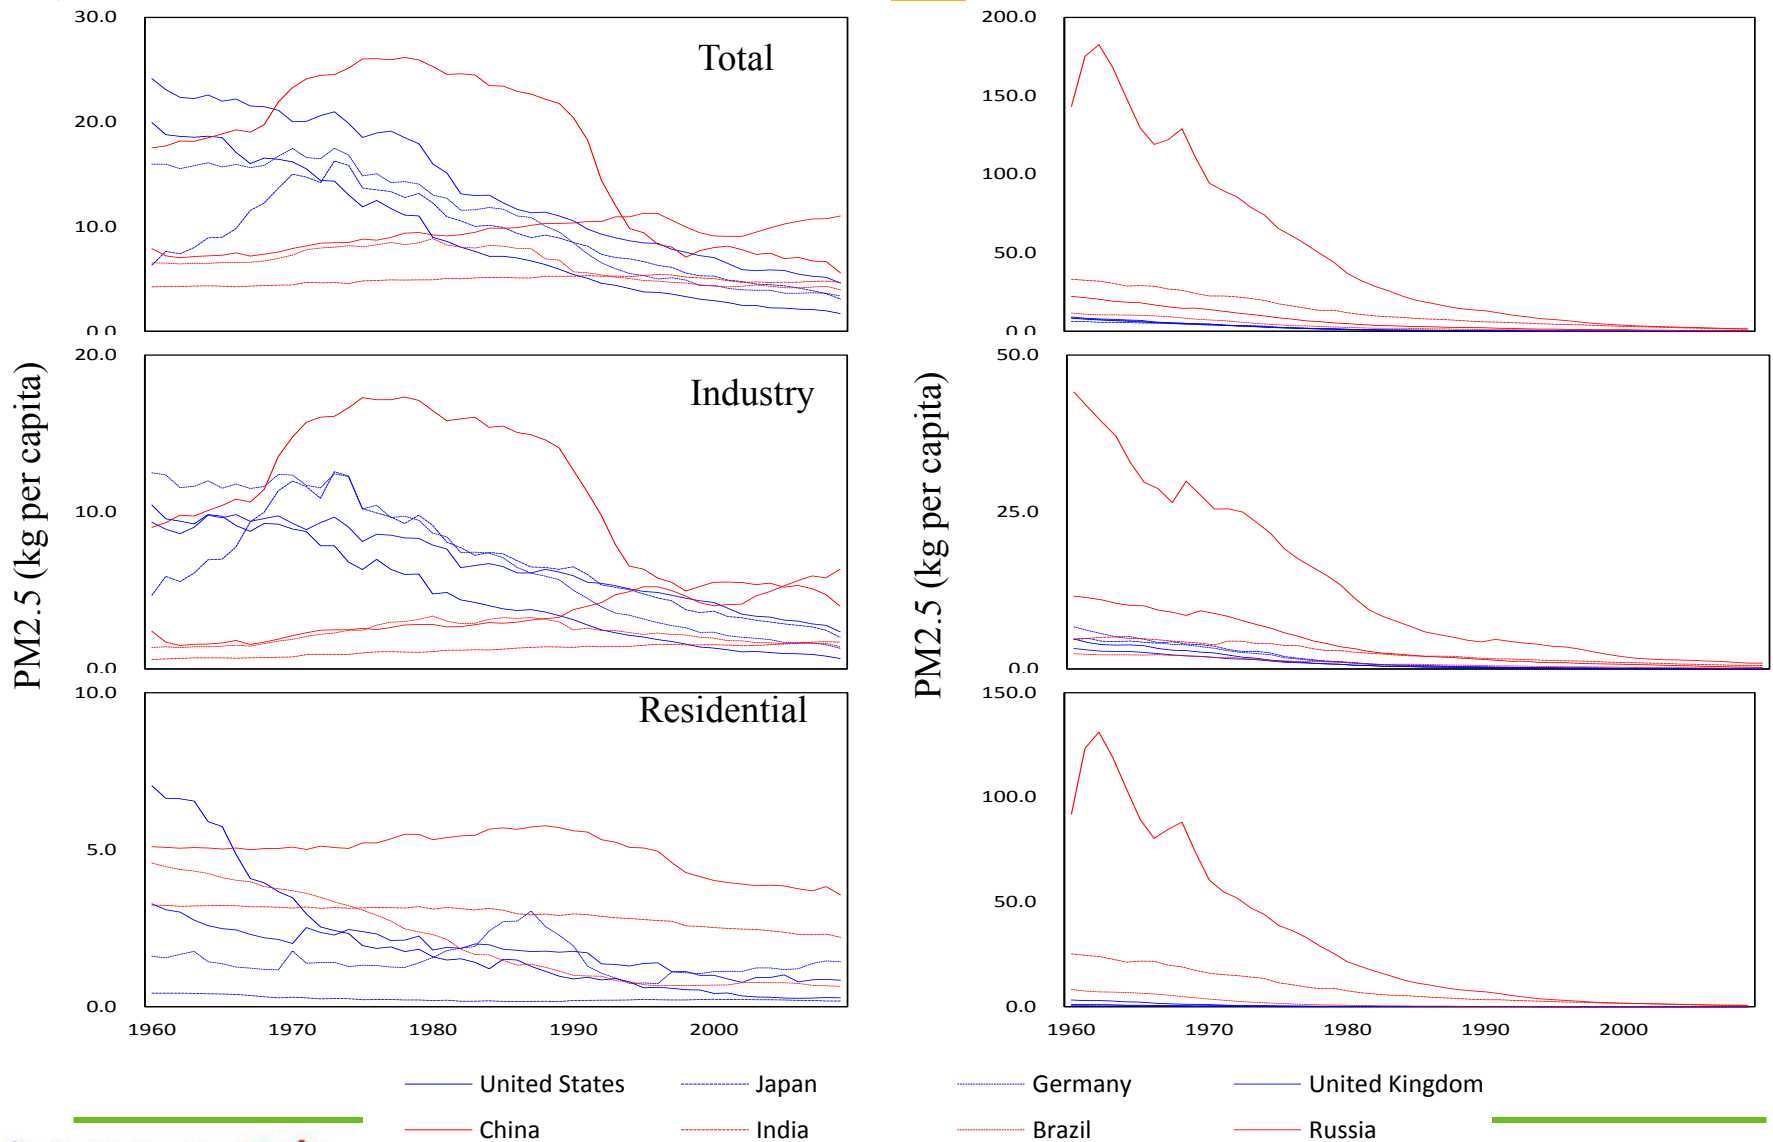 30.0
20.0
10.0
0.0
Total
200.0
150.0
100.0
50.0
0.0
PM2.5 (kg per capita)
20.0
10.0
0.0
Industry
PM2.5 (kg per capita)
50.0
25.0
0.0
10.0
5.0
0.0
Residential
1960 1970 1980 1990 2000
150.0
100.0
50.0
0.0
1960 1970 1980 1990 2000
United States Japan Germany United Kingdom
China India Brazil Russia